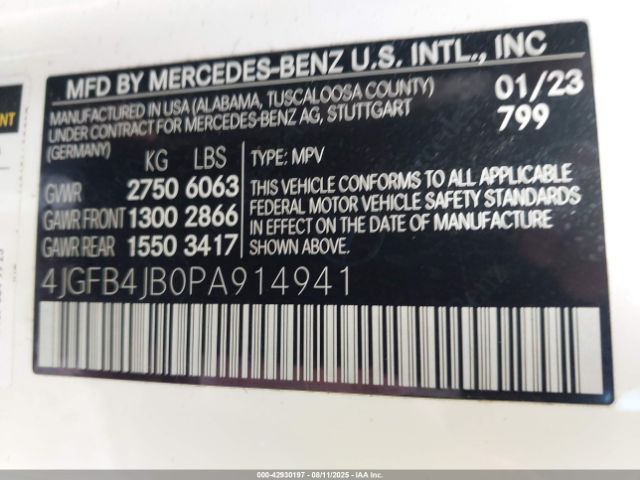 MFD BY MERCEDES-BENZ U.S. INTL., INC
MANUFACTURED IN USA (ALABAMA, TUSCALOOSA COUNTY) 01/23
UNDER CONTRACT FOR MERCEDES-BENZ AG, STUTTGART 799
(GERMANY) KG LBS TYPE: MPV
GVWR 2750 6063
GAWR FRONT 1300 2866
GAWR REAR 1550 3417
THIS VEHICLE CONFORMS TO ALL APPLICABLE
FEDERAL MOTOR VEHICLE SAFETY STANDARDS
IN EFFECT ON THE DATE OF MANUFACTURE
SHOWN ABOVE.
4JGFB4JB0PA914941
000-42930197 - 08/11/2025 - IAA Inc.